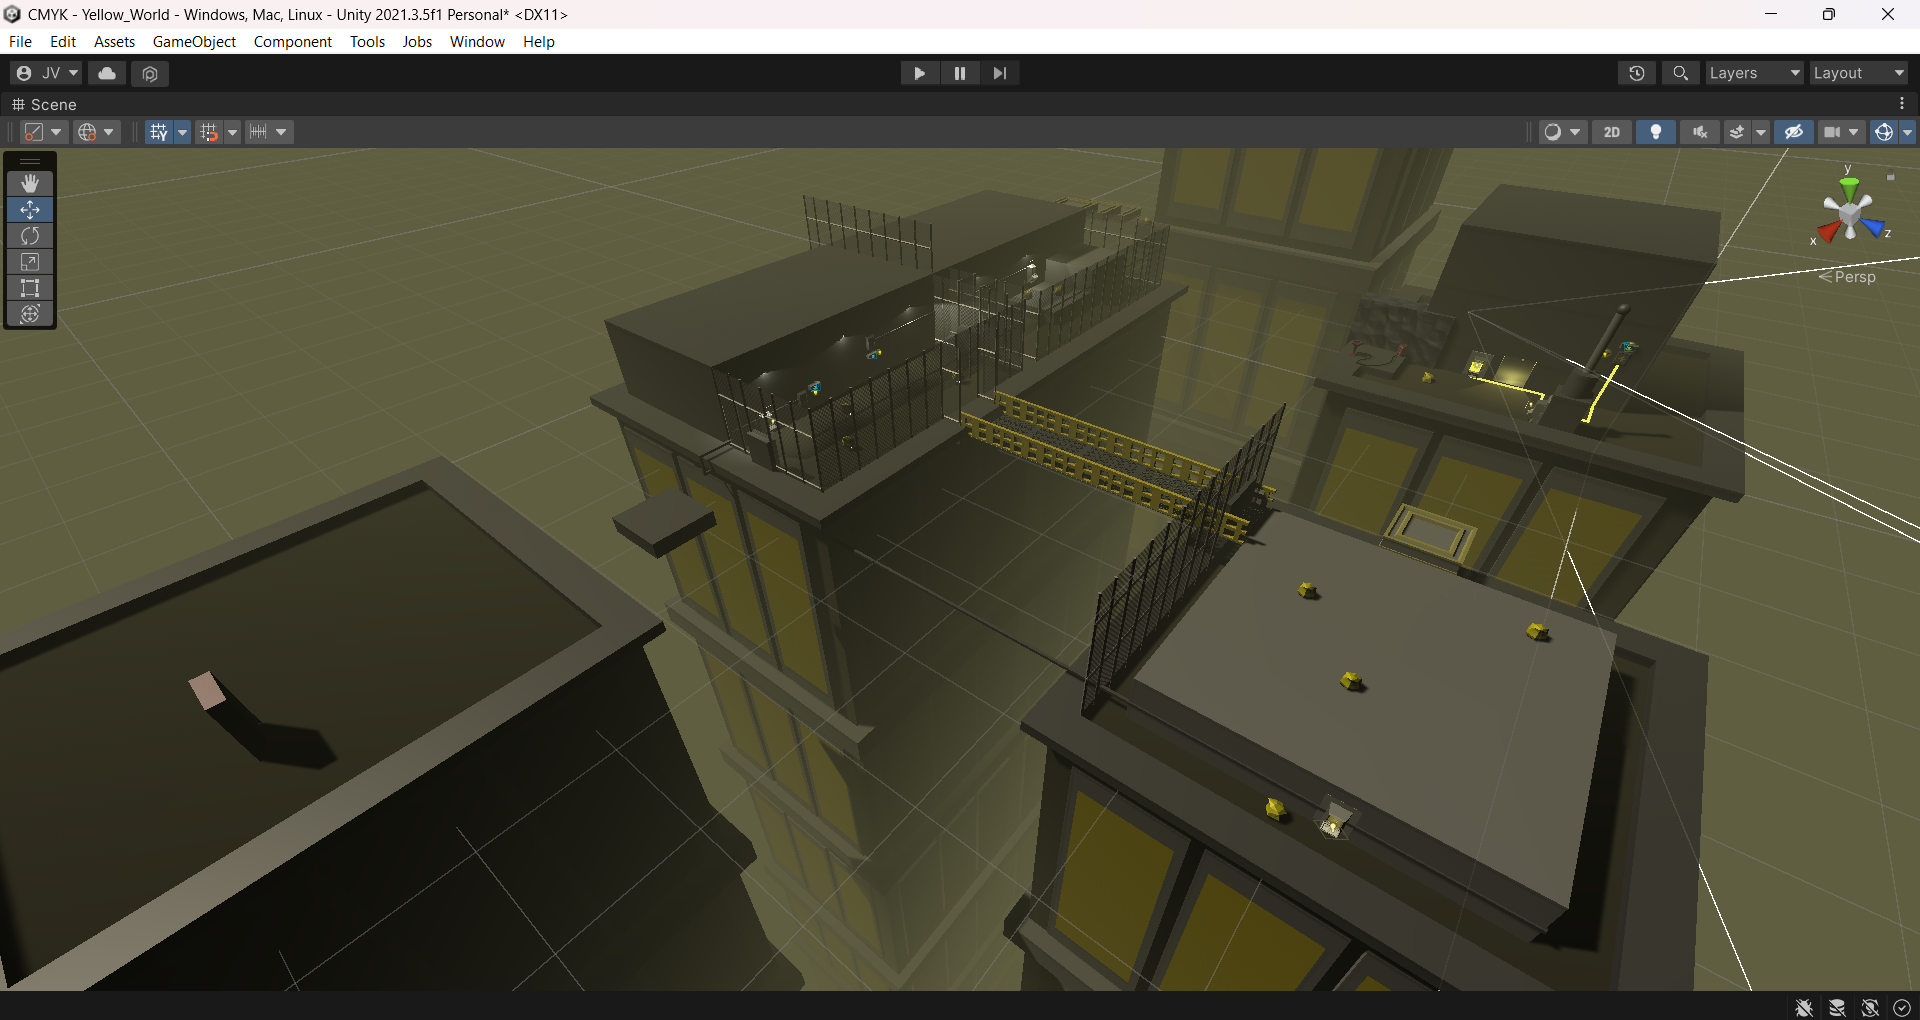 CMYK - Yellow_World - Windows, Mac, Linux - Unity 2021.3.5f1 Personal* <DX11>
File Edit Assets GameObject Component Tools Jobs Window Help
JV Layers Layout
Scene
2D
y
x
z
Persp